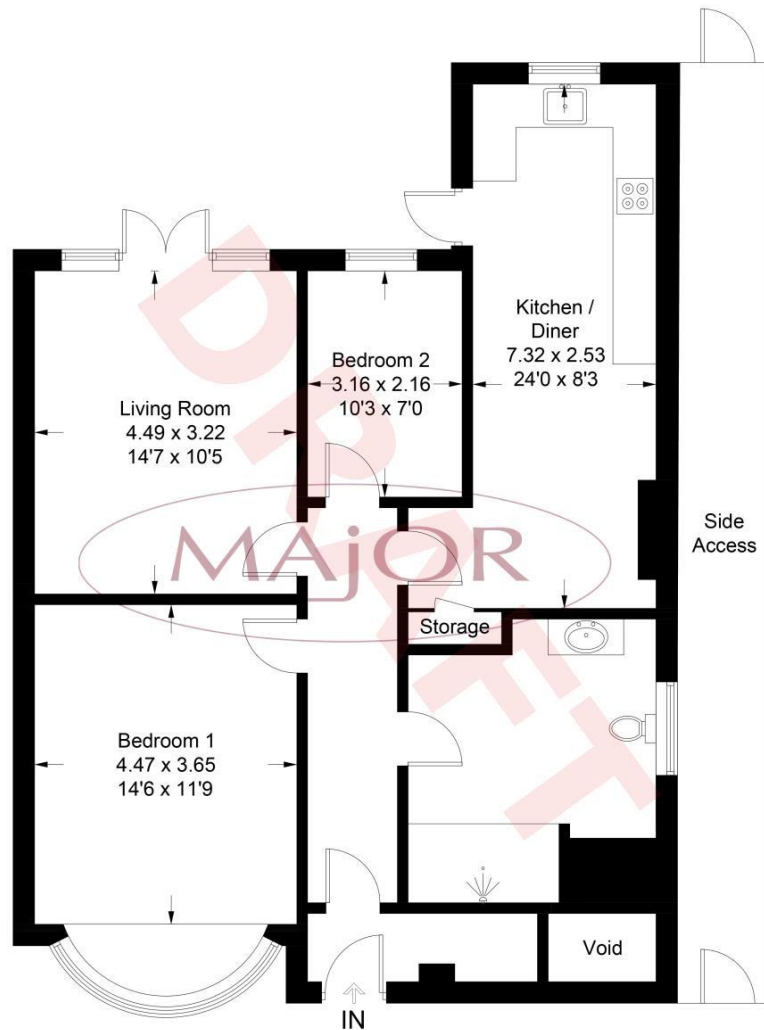 Kitchen /
Diner
7.32 x 2.53
24'0 x 8'3
Bedroom 2
3.16 x 2.16
10'3 x 7'0
Living Room
4.49 x 3.22
14'7 x 10'5
DRAFT
MAjOR
Side
Access
Storage
Bedroom 1
4.47 x 3.65
14'6 x 11'9
Void
IN